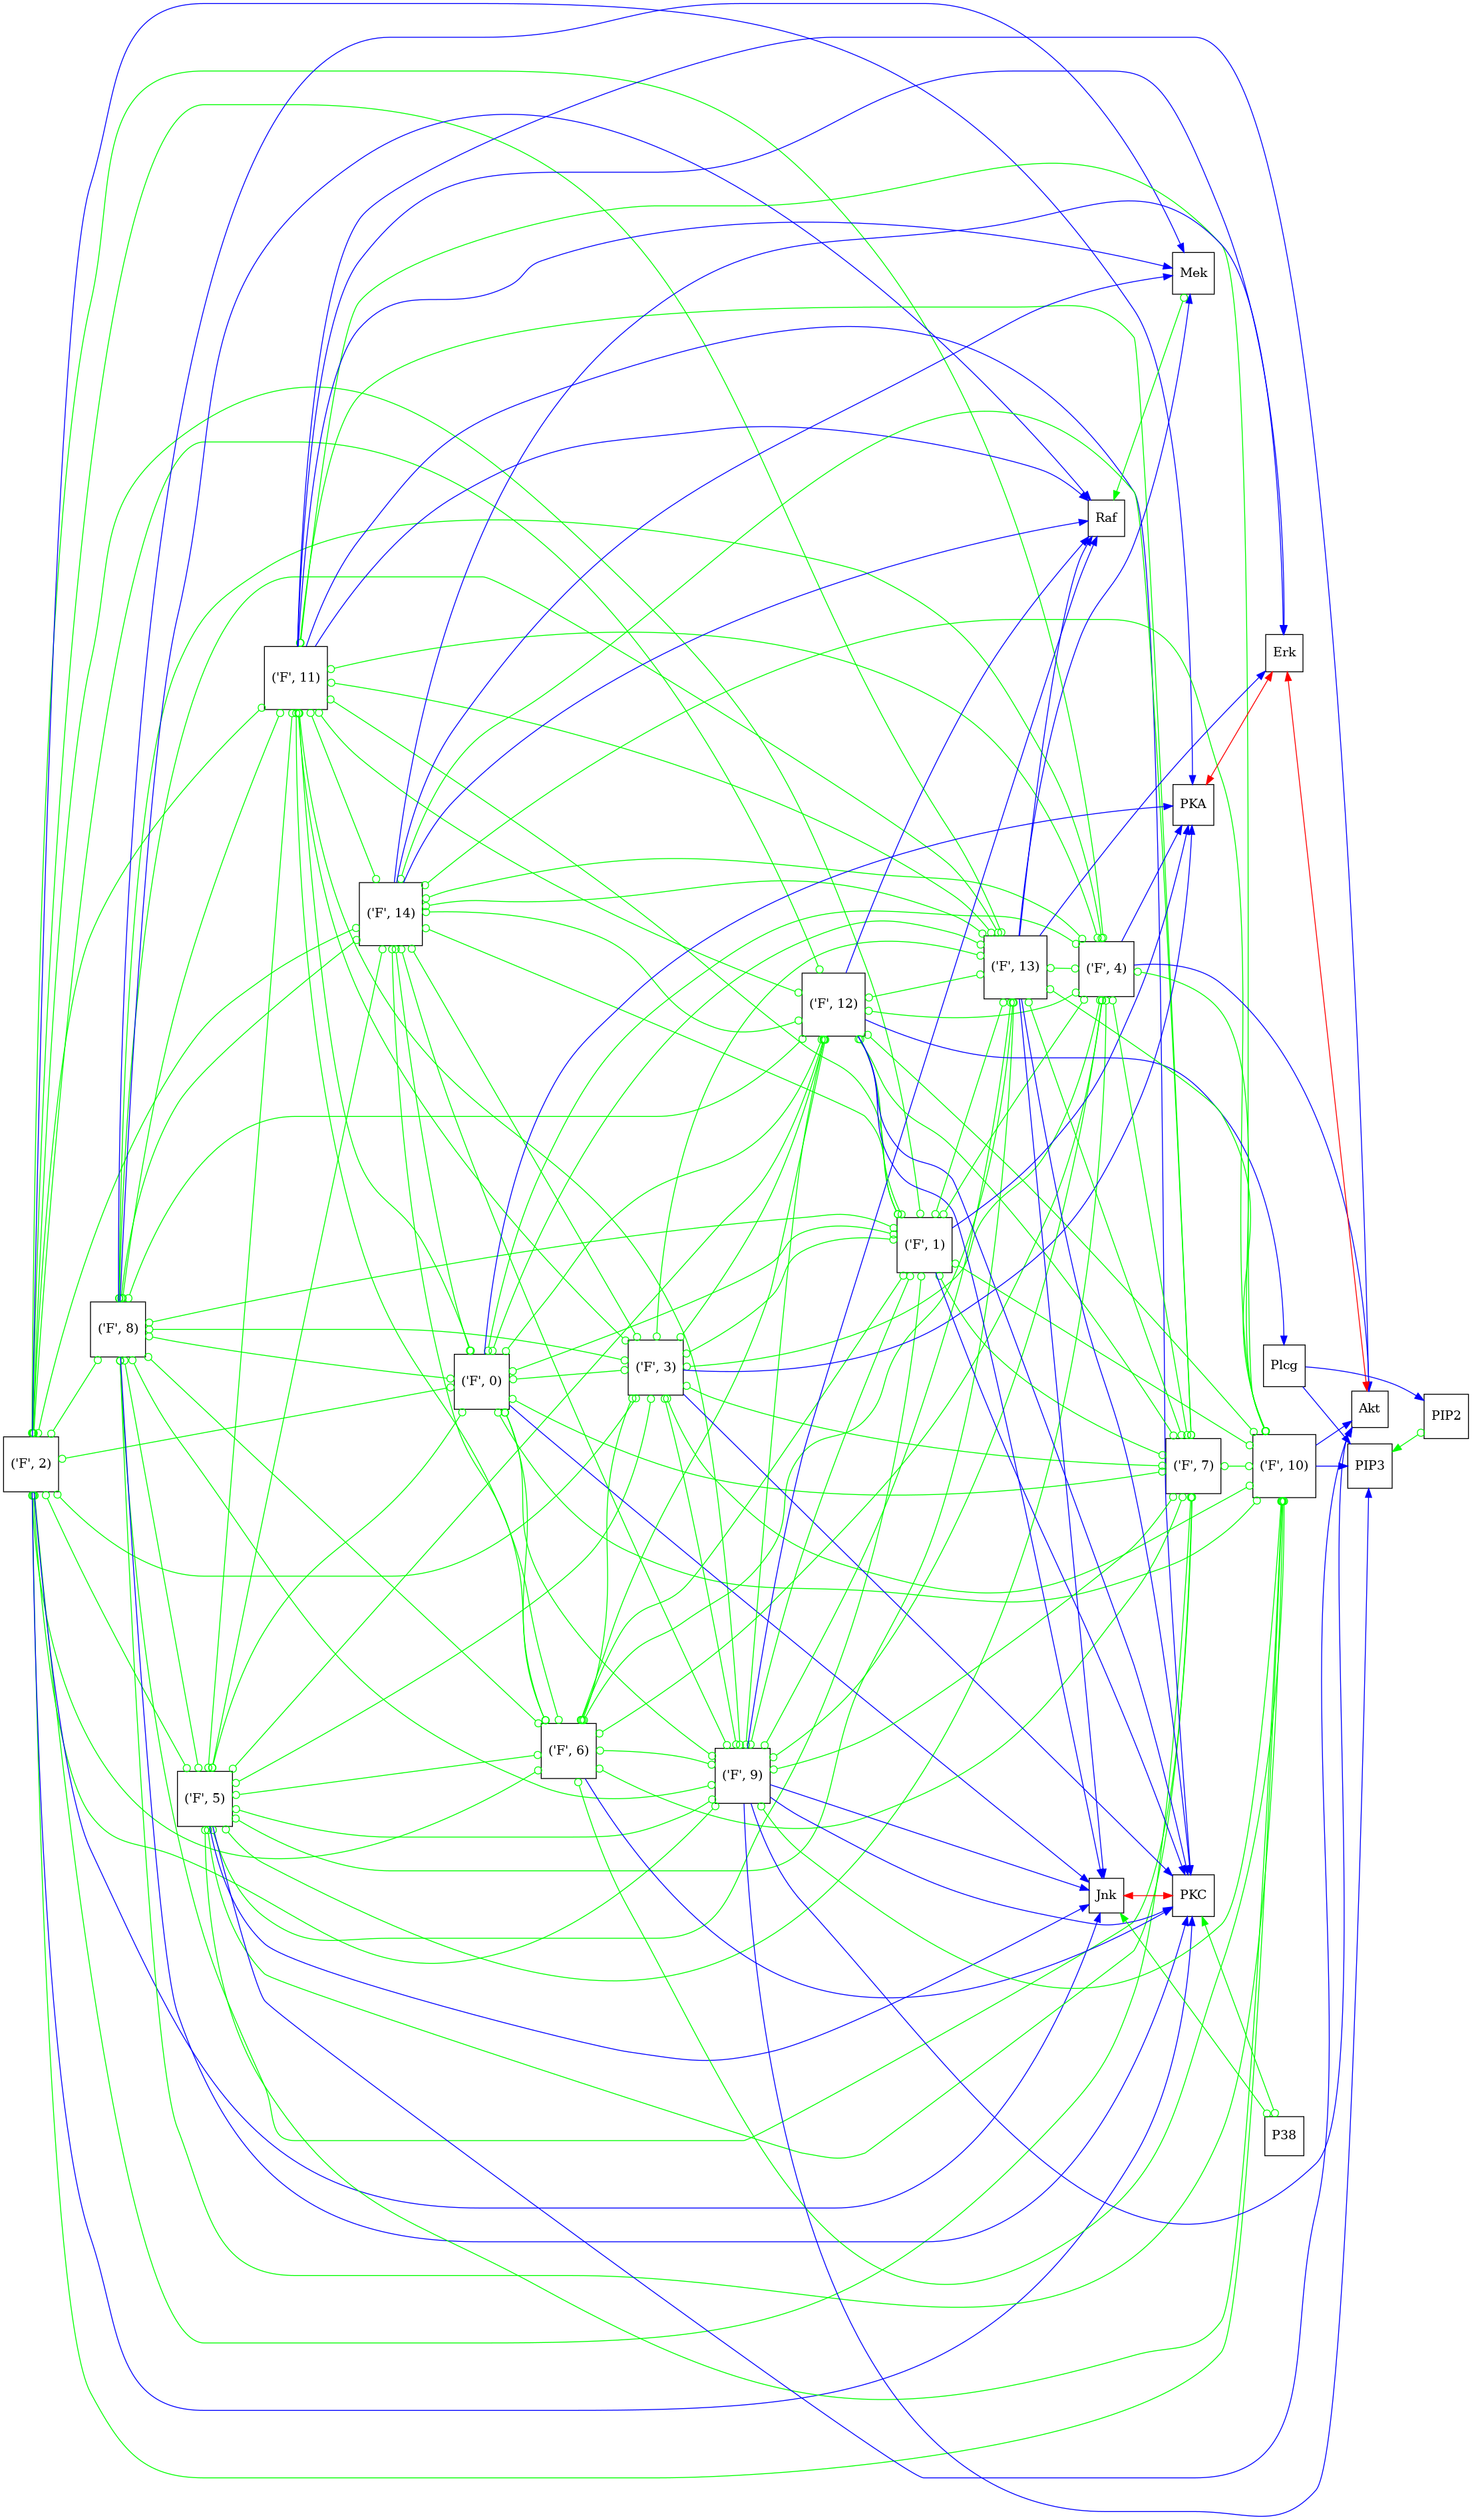 Mek
Raf
Erk
('F', 11)
PKA
('F', 14)
('F', 13)
('F', 4)
('F', 12)
('F', 1)
('F', 8)
Plcg
('F', 3)
('F', 0)
Akt
PIP2
('F', 2)
('F', 7)
('F', 10)
PIP3
('F', 6)
('F', 9)
('F', 5)
Jnk
PKC
P38